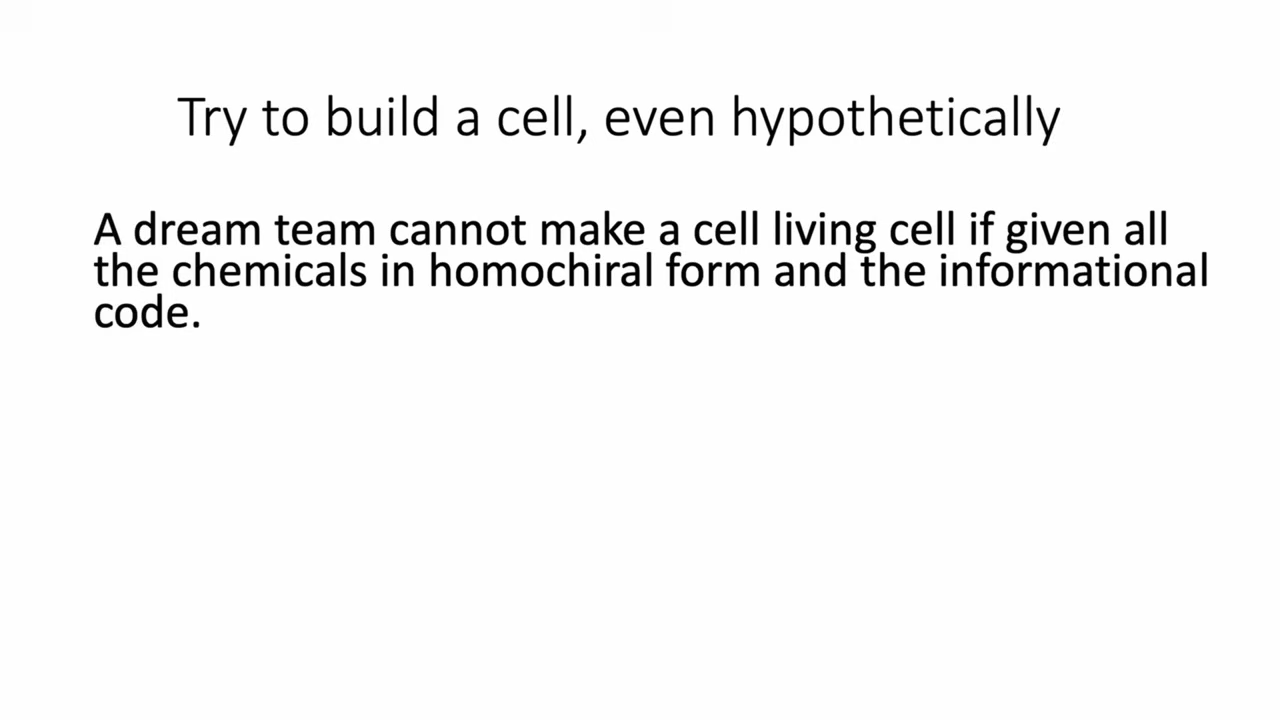 Try to build a cell, even hypothetically
A dream team cannot make a cell living cell if given all
the chemicals in homochiral form and the informational
code.